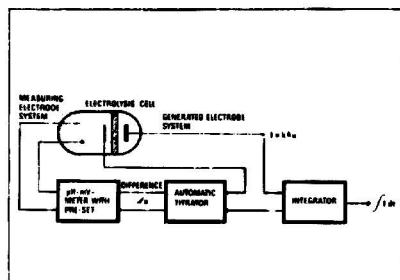 MEASURING
ELECTRODE
SYSTEM
ELECTROLYSIS CELL
GENERATED ELECTRODE
SYSTEM
DIFFERENCE
pH-mV-
METER WITH
PRE-SET
AUTOMATIC
TITRATOR
INTEGRATOR